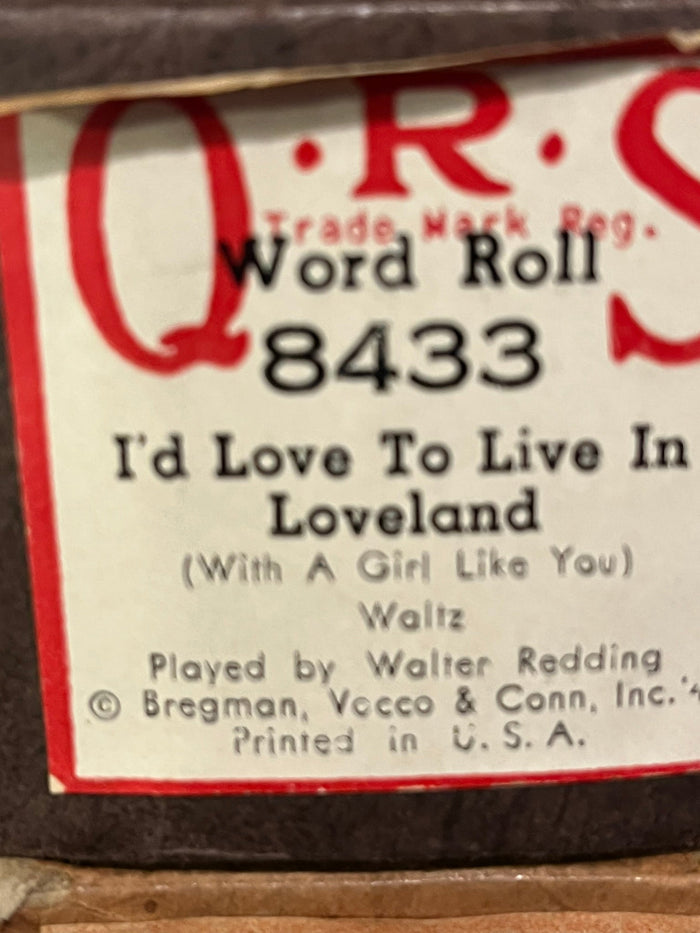 Q·R·S
Trade Mark Reg.
Word Roll
8433
I'd Love To Live In
Loveland
(With A Girl Like You)
Waltz
Played by Walter Redding
© Bregman, Vocco & Conn, Inc.
Printed in U. S. A.